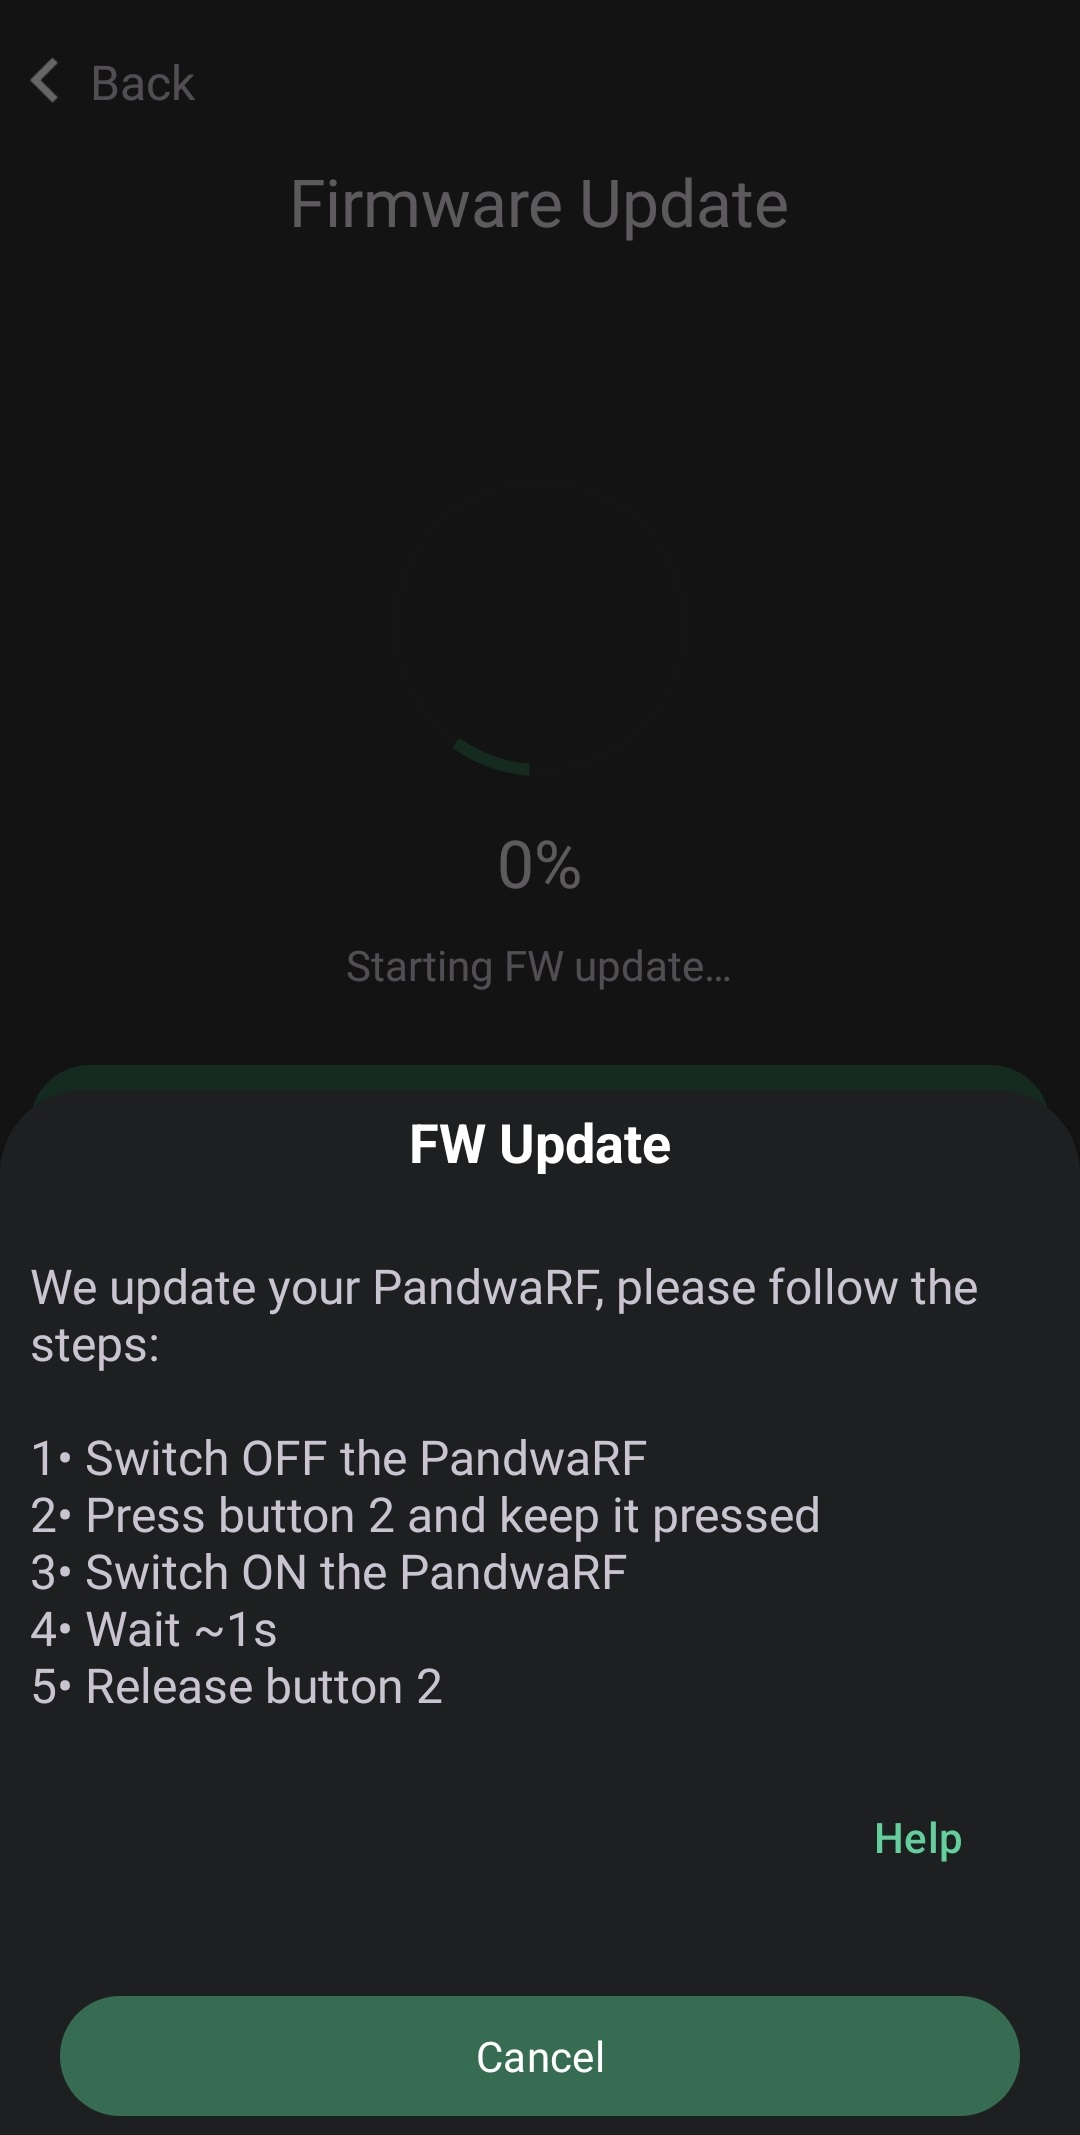 Back
Firmware Update
0%
Starting FW update...
FW Update
We update your PandwaRF, please follow the
steps:
1• Switch OFF the PandwaRF
2• Press button 2 and keep it pressed
3• Switch ON the PandwaRF
4• Wait ~1s
5• Release button 2
Help
Cancel